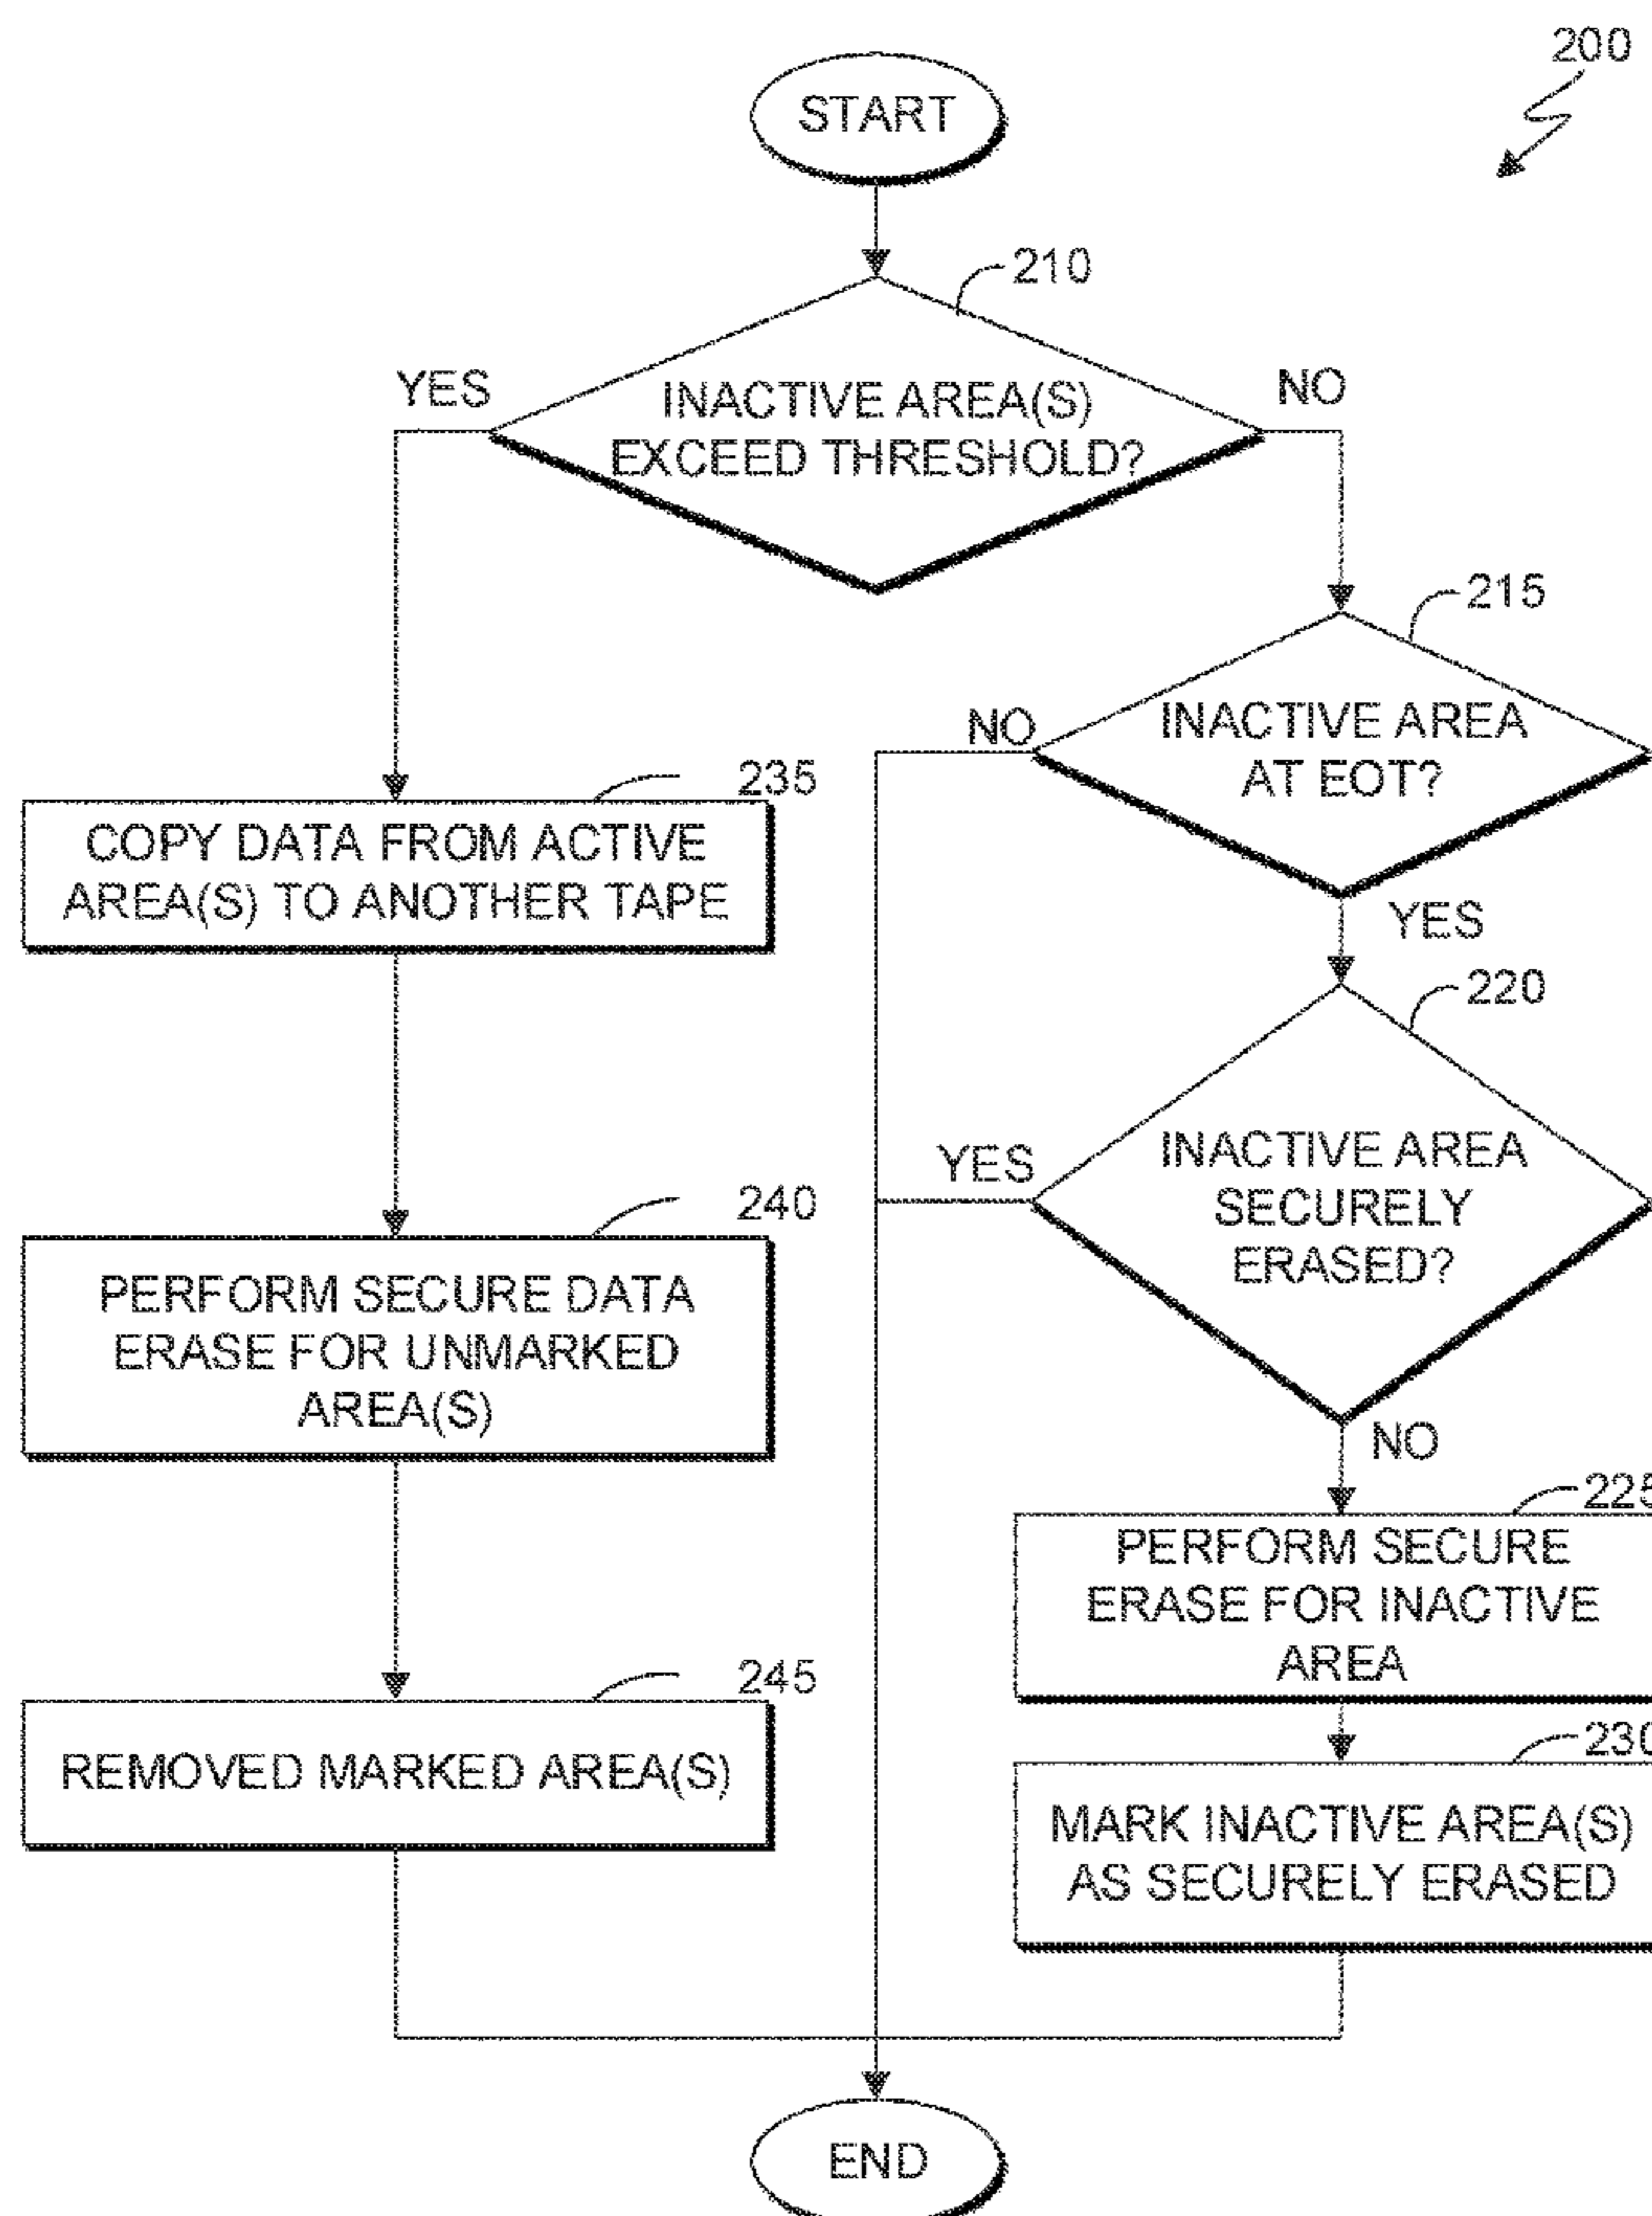 200
START
210
YES
NO
INACTIVE AREA(S)
EXCEED THRESHOLD?
215
NO
INACTIVE AREA
AT EOT?
YES
235
COPY DATA FROM ACTIVE
AREA(S) TO ANOTHER TAPE
220
YES
INACTIVE AREA
SECURELY
ERASED?
NO
240
PERFORM SECURE DATA
ERASE FOR UNMARKED
AREA(S)
225
PERFORM SECURE
ERASE FOR INACTIVE
AREA
245
REMOVED MARKED AREA(S)
230
MARK INACTIVE AREA(S)
AS SECURELY ERASED
END